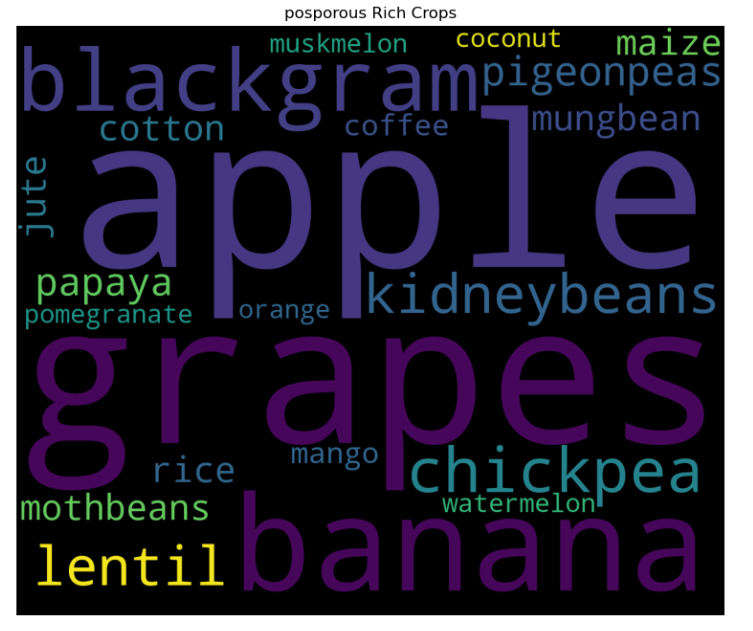 posporous Rich Crops
muskmelon
coconut
maize
blackgram
pigeonpeas
cotton
coffee
mungbean
apple
jute
papaya
kidneybeans
pomegranate
orange
grapes
rice
mango
chickpea
mothbeans
watermelon
lentil
banana